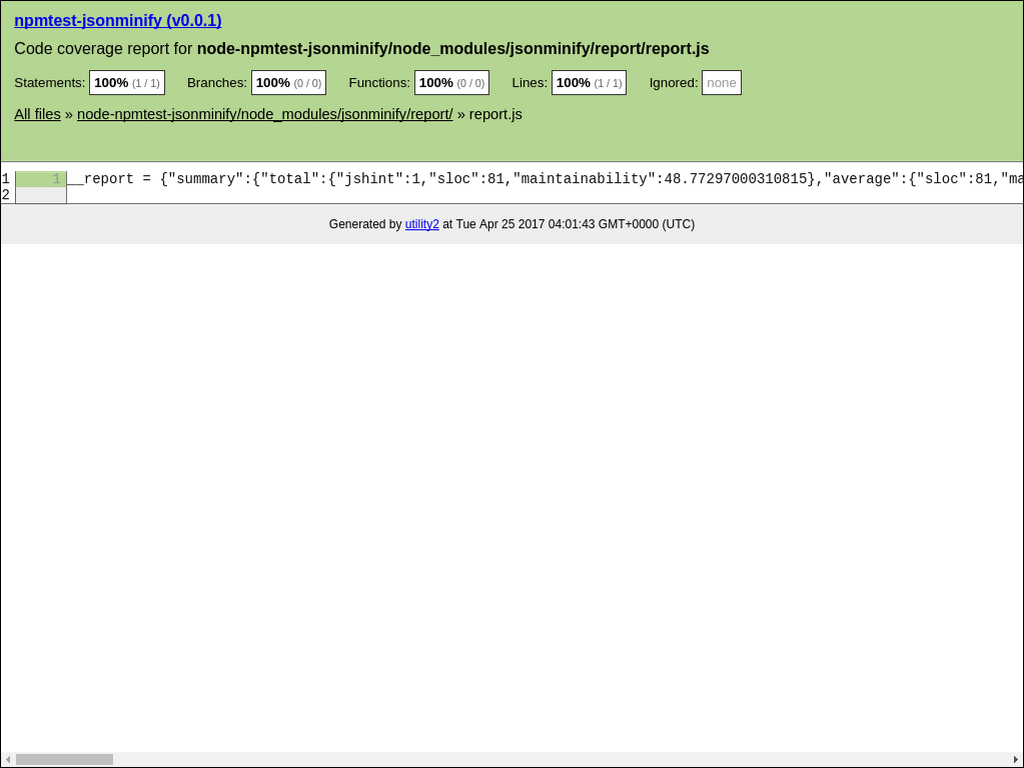 npmtest-jsonminify (v0.0.1)
Code coverage report for node-npmtest-jsonminify/node_modules/jsonminify/report/report.js
Statements: 100% (1 / 1) Branches: 100% (0 / 0) Functions: 100% (0 / 0) Lines: 100% (1 / 1) Ignored: none
All files » node-npmtest-jsonminify/node_modules/jsonminify/report/ » report.js
1 1 __report = {"summary":{"total":{"jshint":1,"sloc":81,"maintainability":48.77297000310815},"average":{"sloc":81,"ma
2
Generated by utility2 at Tue Apr 25 2017 04:01:43 GMT+0000 (UTC)